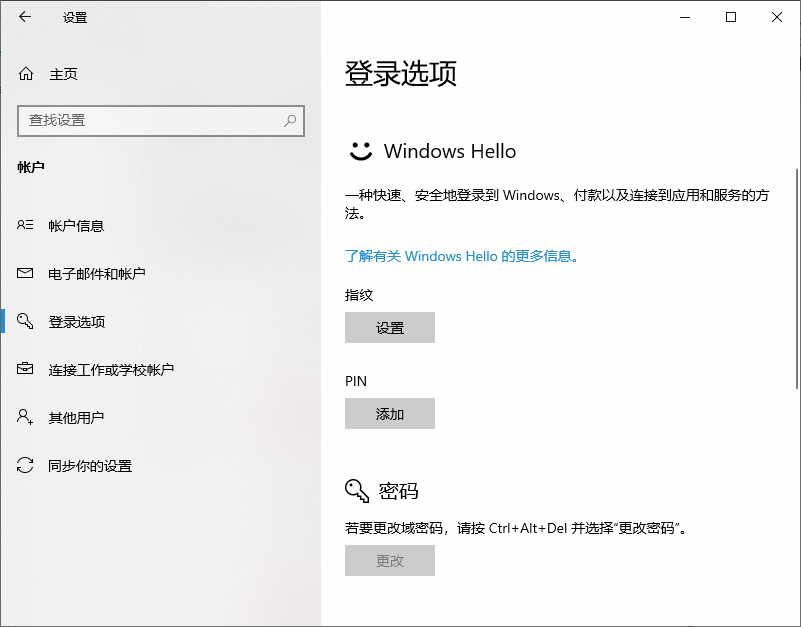 设置
主页
查找设置
帐户
帐户信息
电子邮件和帐户
登录选项
连接工作或学校帐户
其他用户
同步你的设置
登录选项
Windows Hello
一种快速、安全地登录到 Windows、付款以及连接到应用和服务的方
法。
了解有关 Windows Hello 的更多信息。
指纹
设置
PIN
添加
密码
若要更改域密码，请按 Ctrl+Alt+Del 并选择“更改密码”。
更改